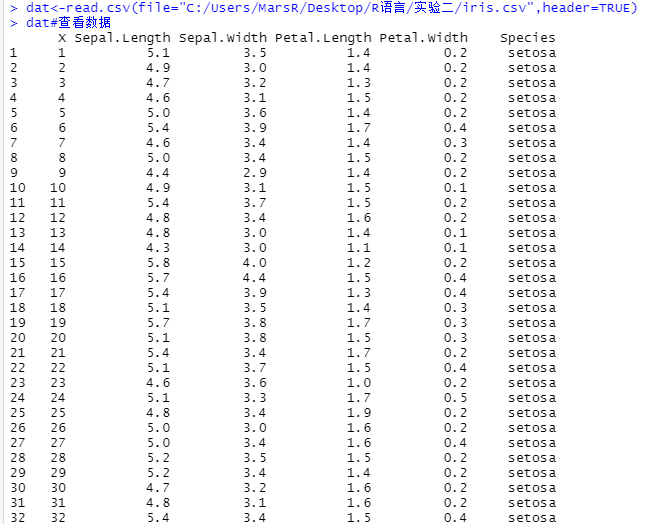 > dat<-read.csv(file="C:/Users/MarsR/Desktop/R语言/实验二/iris.csv",header=TRUE)
> dat#查看数据
X Sepal.Length Sepal.Width Petal.Length Petal.Width Species
1 1 5.1 3.5 1.4 0.2 setosa
2 2 4.9 3.0 1.4 0.2 setosa
3 3 4.7 3.2 1.3 0.2 setosa
4 4 4.6 3.1 1.5 0.2 setosa
5 5 5.0 3.6 1.4 0.2 setosa
6 6 5.4 3.9 1.7 0.4 setosa
7 7 4.6 3.4 1.4 0.3 setosa
8 8 5.0 3.4 1.5 0.2 setosa
9 9 4.4 2.9 1.4 0.2 setosa
10 10 4.9 3.1 1.5 0.1 setosa
11 11 5.4 3.7 1.5 0.2 setosa
12 12 4.8 3.4 1.6 0.2 setosa
13 13 4.8 3.0 1.4 0.1 setosa
14 14 4.3 3.0 1.1 0.1 setosa
15 15 5.8 4.0 1.2 0.2 setosa
16 16 5.7 4.4 1.5 0.4 setosa
17 17 5.4 3.9 1.3 0.4 setosa
18 18 5.1 3.5 1.4 0.3 setosa
19 19 5.7 3.8 1.7 0.3 setosa
20 20 5.1 3.8 1.5 0.3 setosa
21 21 5.4 3.4 1.7 0.2 setosa
22 22 5.1 3.7 1.5 0.4 setosa
23 23 4.6 3.6 1.0 0.2 setosa
24 24 5.1 3.3 1.7 0.5 setosa
25 25 4.8 3.4 1.9 0.2 setosa
26 26 5.0 3.0 1.6 0.2 setosa
27 27 5.0 3.4 1.6 0.4 setosa
28 28 5.2 3.5 1.5 0.2 setosa
29 29 5.2 3.4 1.4 0.2 setosa
30 30 4.7 3.2 1.6 0.2 setosa
31 31 4.8 3.1 1.6 0.2 setosa
32 32 5.4 3.4 1.5 0.4 setosa